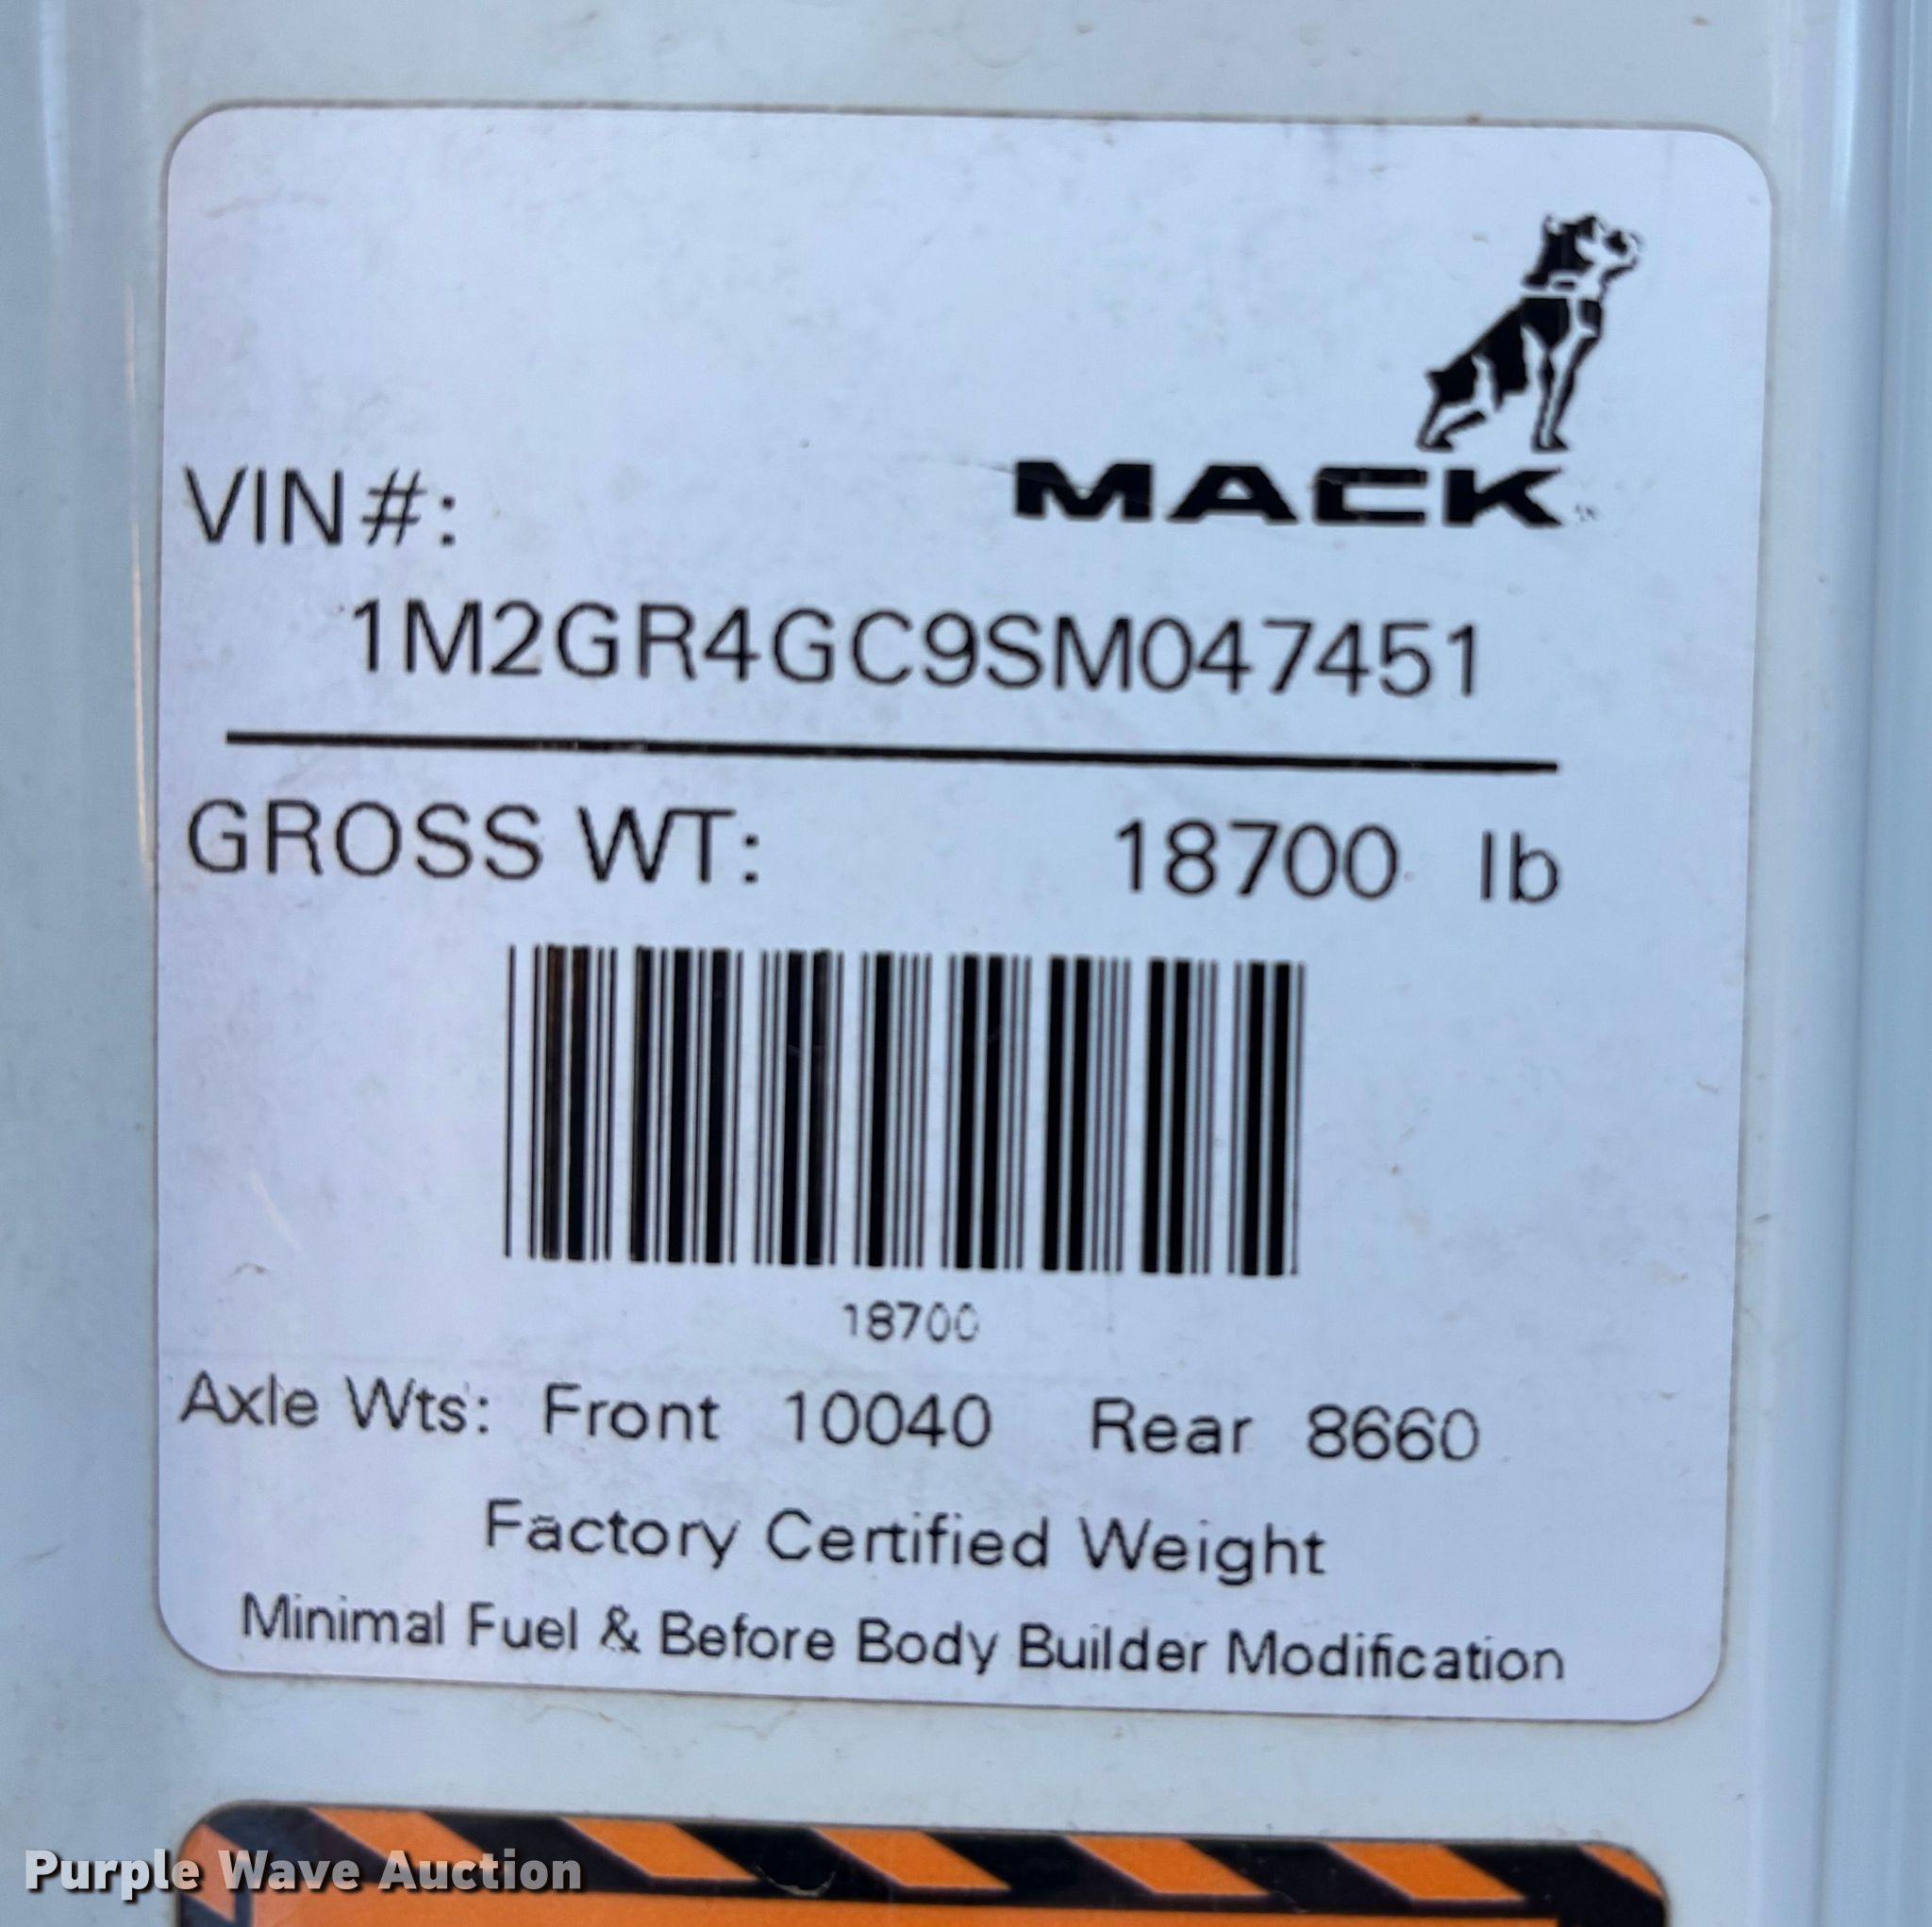 MACK
VIN#:
1M2GR4GC9SM047451
GROSS WT: 18700 lb
18700
Axle Wts: Front 10040 Rear 8660
Factory Certified Weight
Minimal Fuel & Before Body Builder Modification
Purple Wave Auction